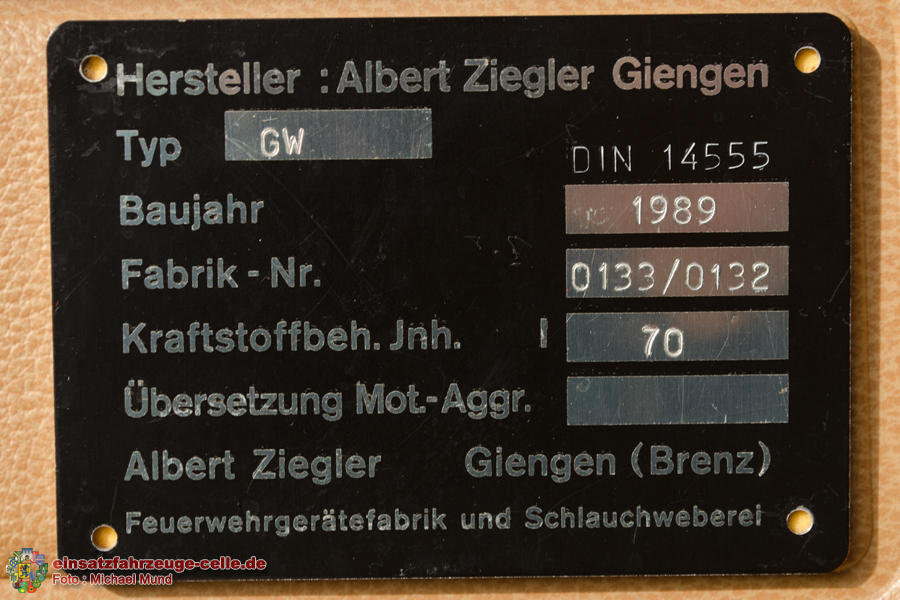 Hersteller : Albert Ziegler Giengen
Typ GW DIN 14555
Baujahr 1989
Fabrik - Nr. 0133/0132
Kraftstoffbeh. Jnh. l 70
Übersetzung Mot.-Aggr.
Albert Ziegler Giengen (Brenz)
Feuerwehrgerätefabrik und Schlauchweberei
einsatzfahrzeuge-celle.de
Foto : Michael Mund